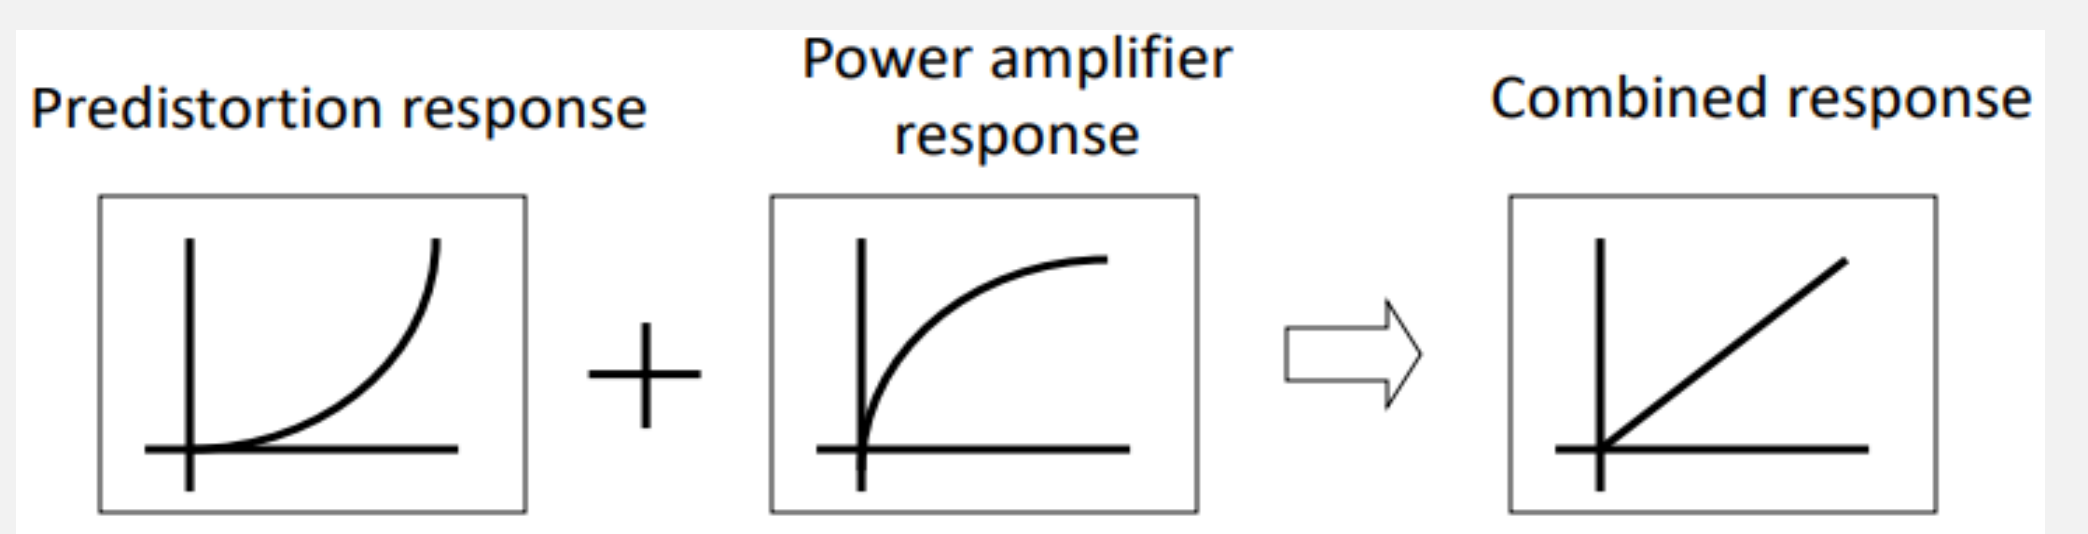 Predistortion response
Power amplifier
response
Combined response